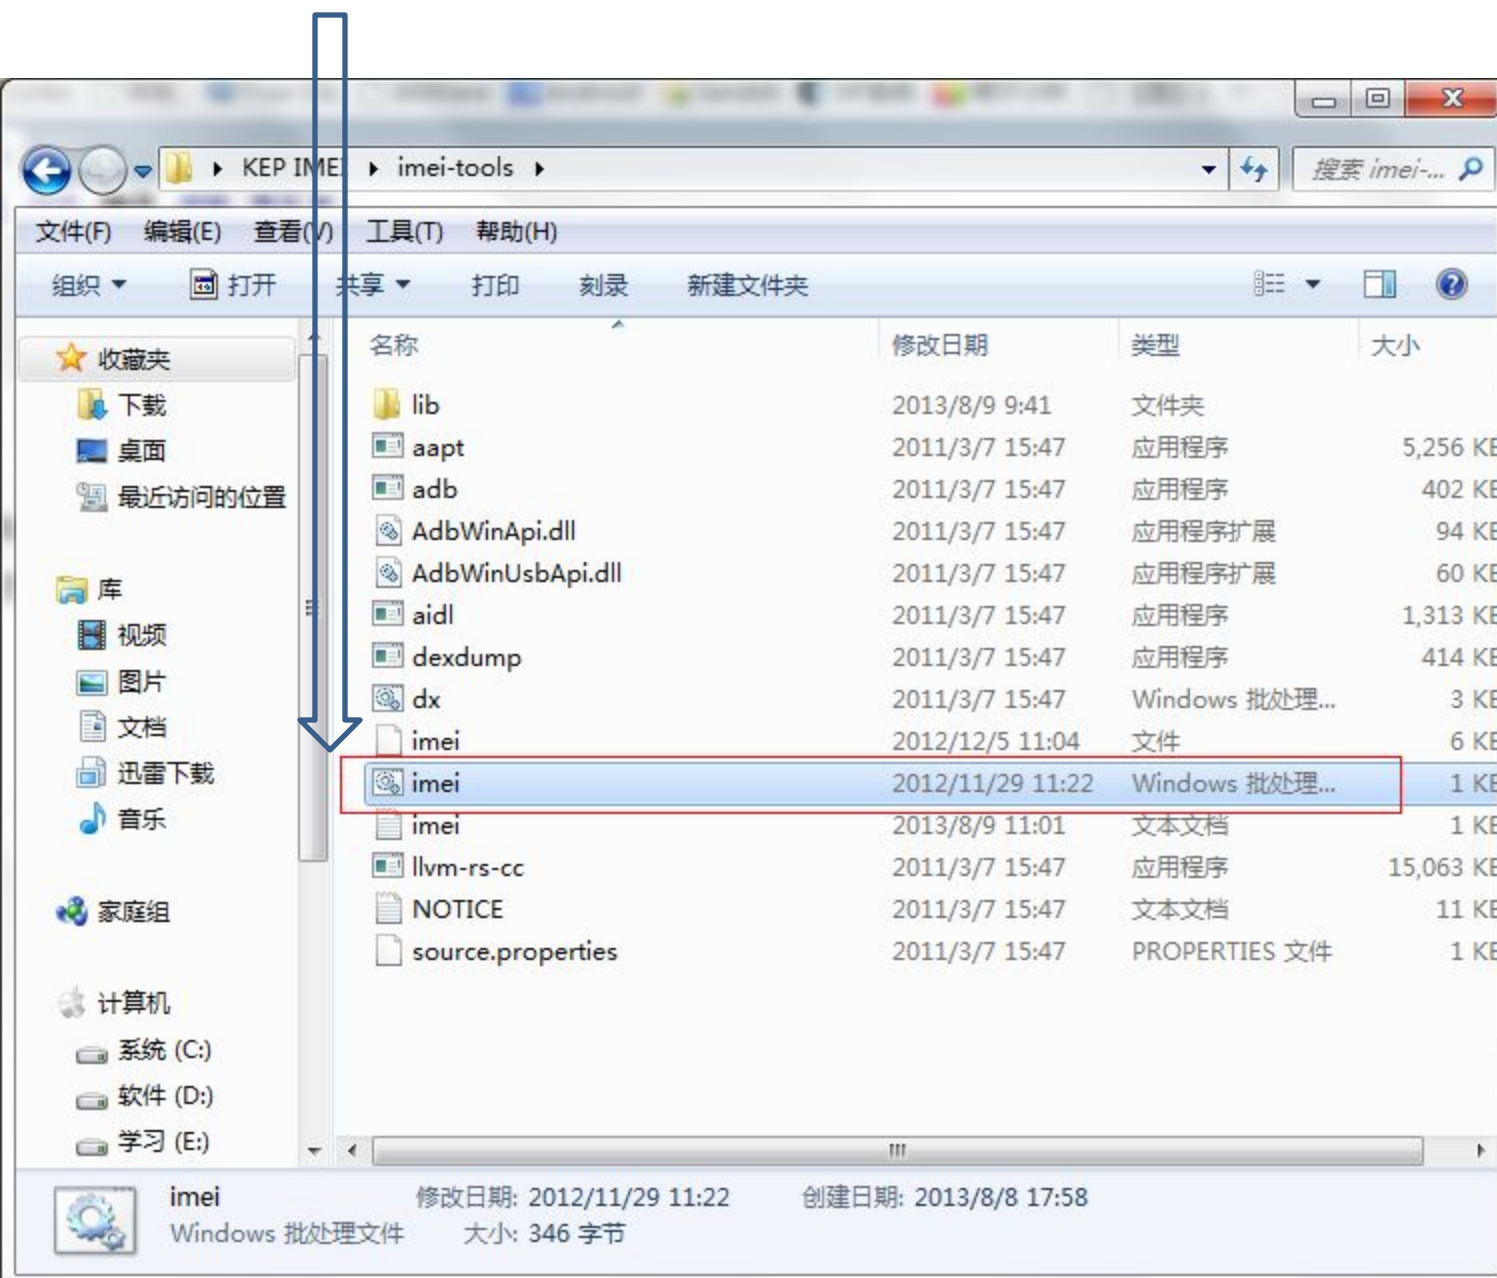 KEP IMEI ▸ imei-tools ▸
搜索 imei-...
文件(F) 编辑(E) 查看(V) 工具(T) 帮助(H)
组织 打开 共享 打印 刻录 新建文件夹
名称 修改日期 类型 大小
收藏夹
下载
桌面
最近访问的位置
库
视频
图片
文档
迅雷下载
音乐
家庭组
计算机
系统 (C:)
软件 (D:)
学习 (E:)
lib 2013/8/9 9:41 文件夹
aapt 2011/3/7 15:47 应用程序 5,256 KB
adb 2011/3/7 15:47 应用程序 402 KB
AdbWinApi.dll 2011/3/7 15:47 应用程序扩展 94 KB
AdbWinUsbApi.dll 2011/3/7 15:47 应用程序扩展 60 KB
aidl 2011/3/7 15:47 应用程序 1,313 KB
dexdump 2011/3/7 15:47 应用程序 414 KB
dx 2011/3/7 15:47 Windows 批处理... 3 KB
imei 2012/12/5 11:04 文件 6 KB
imei 2012/11/29 11:22 Windows 批处理... 1 KB
imei 2013/8/9 11:01 文本文档 1 KB
llvm-rs-cc 2011/3/7 15:47 应用程序 15,063 KB
NOTICE 2011/3/7 15:47 文本文档 11 KB
source.properties 2011/3/7 15:47 PROPERTIES 文件 1 KB
imei 修改日期: 2012/11/29 11:22 创建日期: 2013/8/8 17:58
Windows 批处理文件 大小: 346 字节